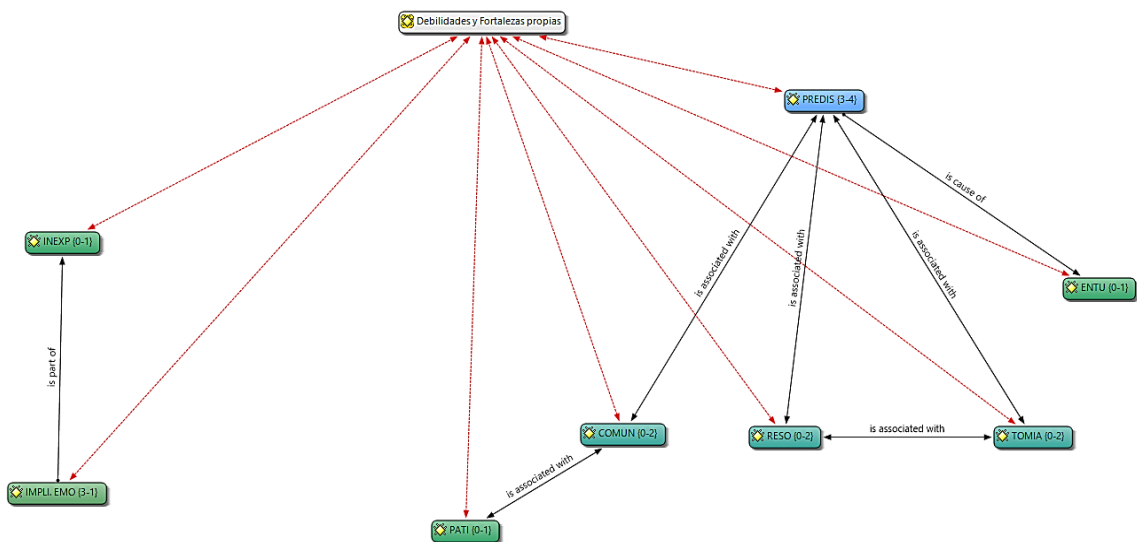 Debilidades y Fortalezas propias
PREDIS {3-4}
is cause of
INEXP {0-1}
is associated with
is associated with
is associated with
ENTU {0-1}
is part of
COMUN {0-2}
RESO {0-2}
is associated with
TOMIA {0-2}
is associated with
IMPLI. EMO {3-1}
PATI {0-1}